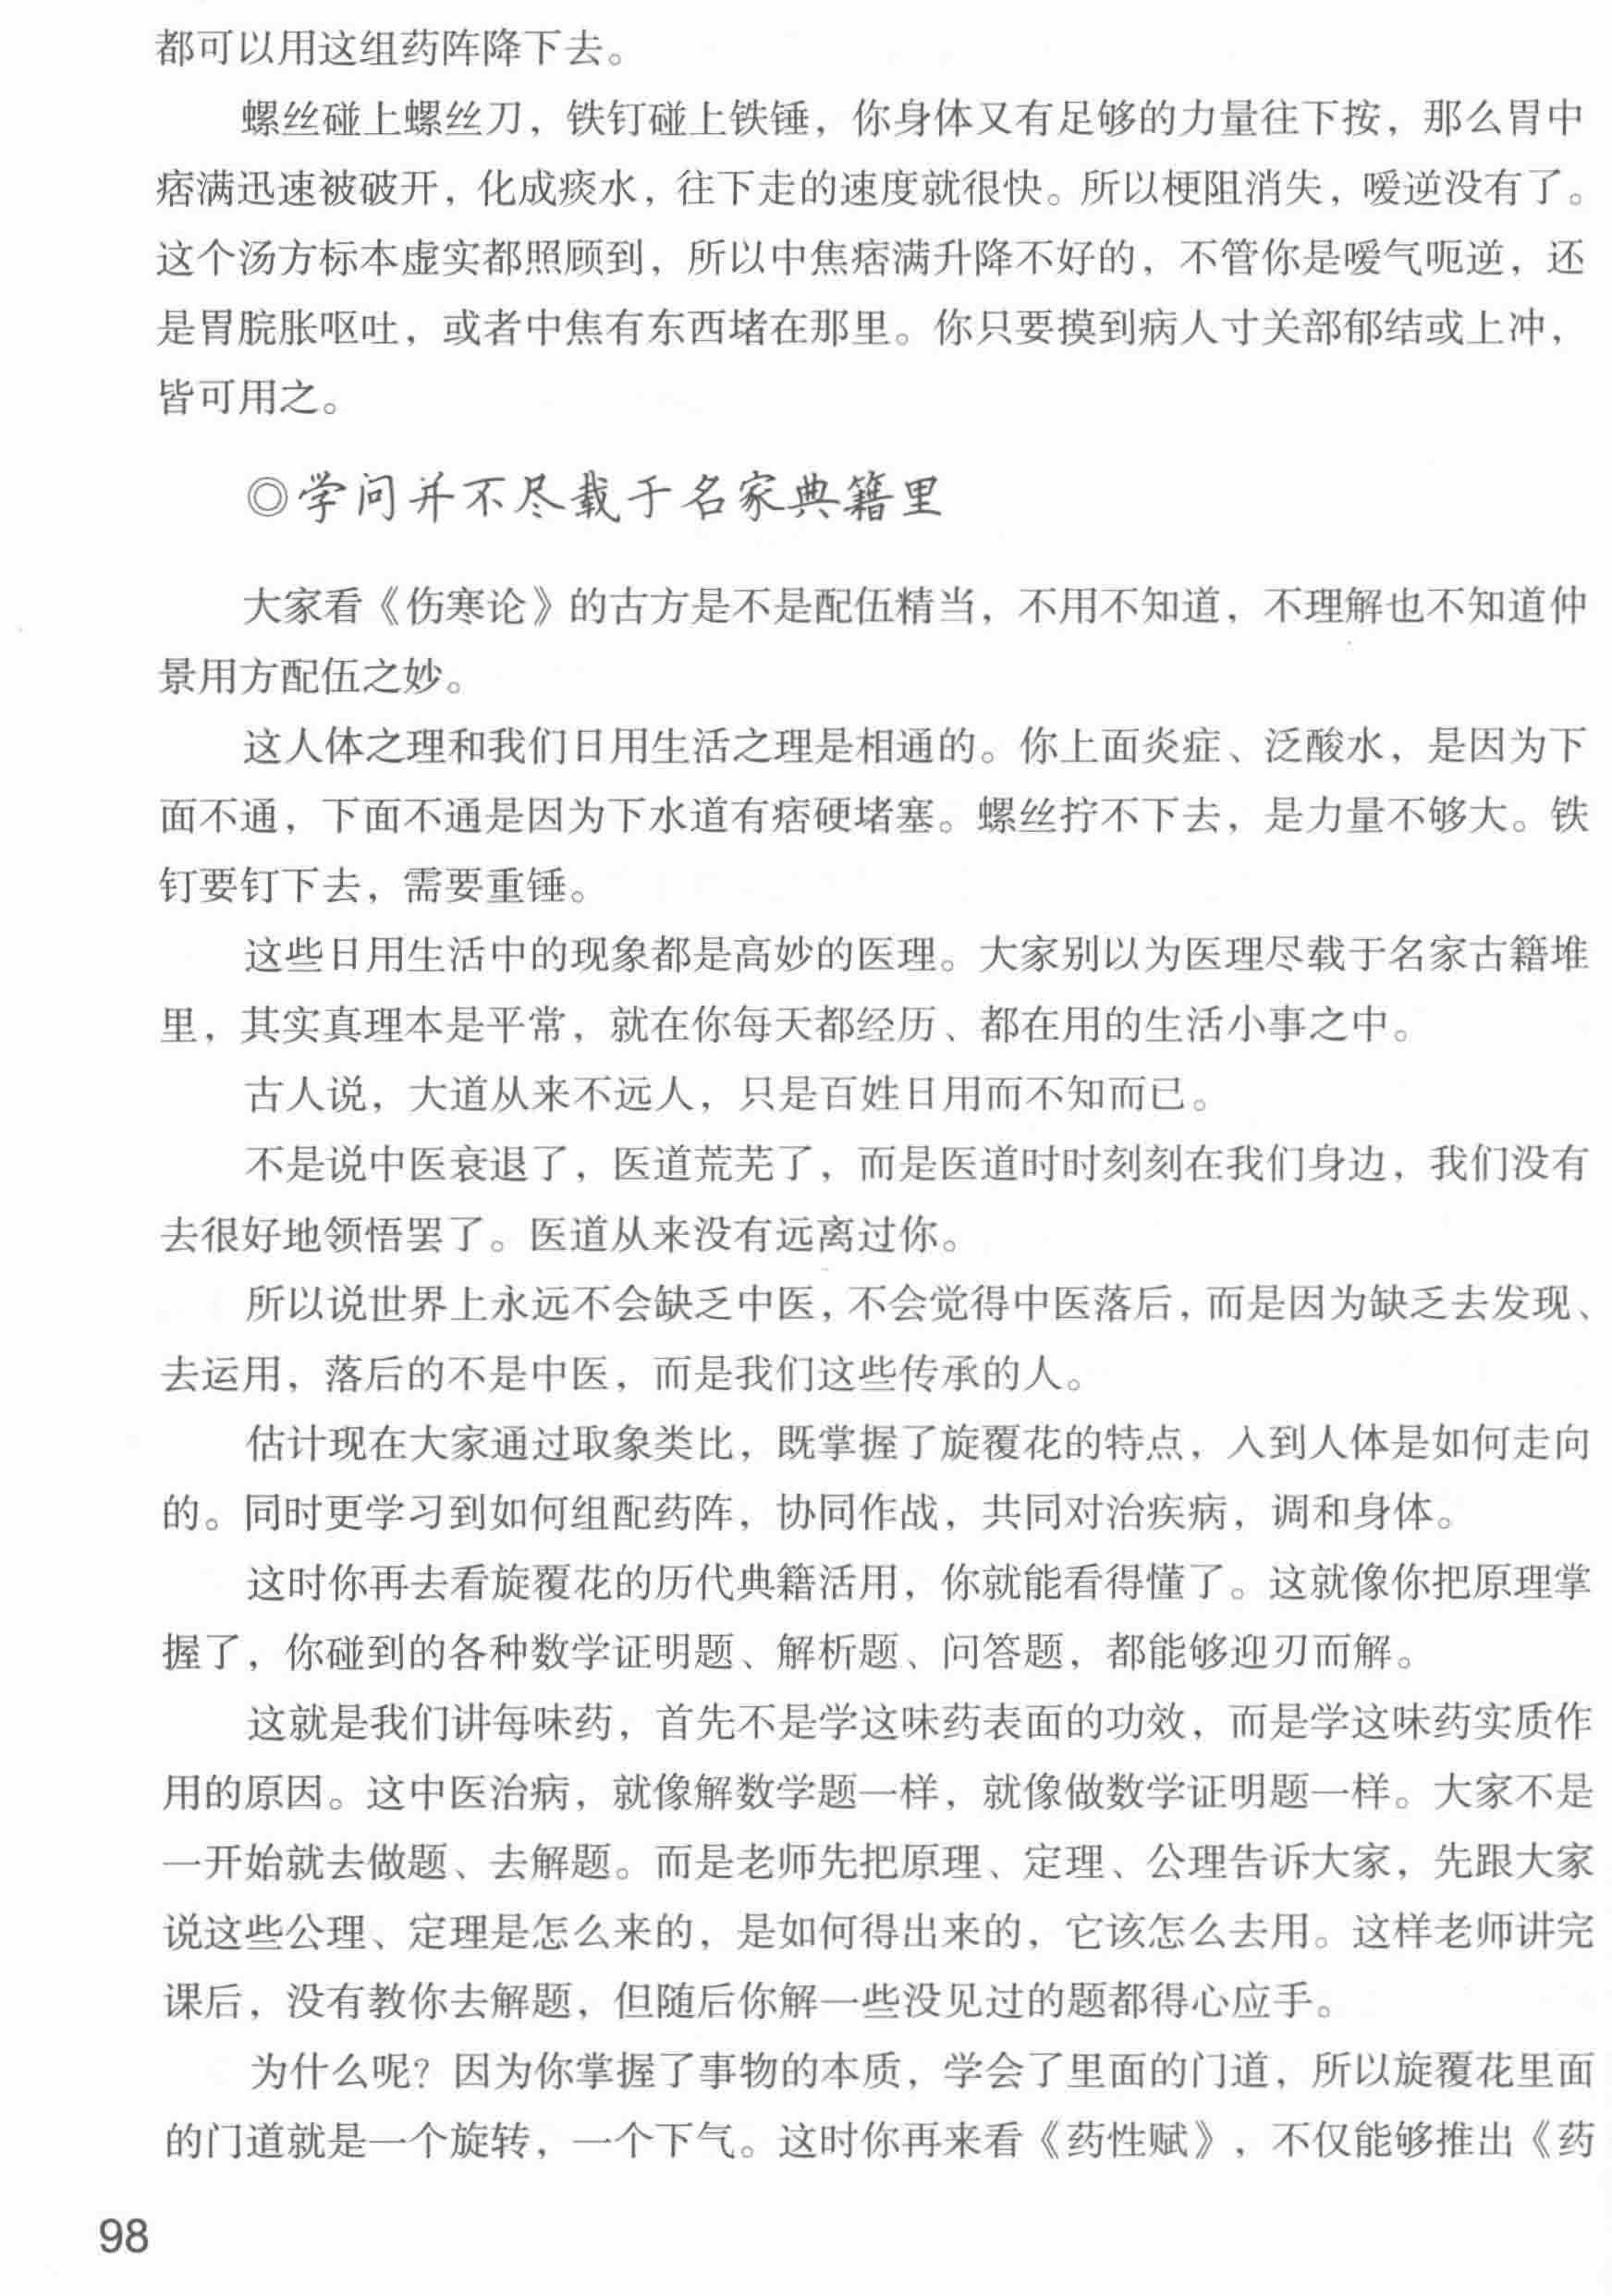 都可以用这组药阵降下去。
螺丝碰上螺丝刀，铁钉碰上铁锤，你身体又有足够的力量往下按，那么胃中
痞满迅速被破开，化成痰水，往下走的速度就很快。所以梗阻消失，嗳逆没有了。
这个汤方标本虚实都照顾到，所以中焦痞满升降不好的，不管你是嗳气呃逆，还
是胃脘胀呕吐，或者中焦有东西堵在那里。你只要摸到病人寸关部郁结或上冲，
皆可用之。
◎学问并不尽载于名家典籍里
大家看《伤寒论》的古方是不是配伍精当，不用不知道，不理解也不知道仲
景用方配伍之妙。
这人体之理和我们日用生活之理是相通的。你上面炎症、泛酸水，是因为下
面不通，下面不通是因为下水道有痞硬堵塞。螺丝拧不下去，是力量不够大。铁
钉要钉下去，需要重锤。
这些日用生活中的现象都是高妙的医理。大家别以为医理尽载于名家古籍堆
里，其实真理本是平常，就在你每天都经历、都在用的生活小事之中。
古人说，大道从来不远人，只是百姓日用而不知而已。
不是说中医衰退了，医道荒芜了，而是医道时时刻刻在我们身边，我们没有
去很好地领悟罢了。医道从来没有远离过你。
所以说世界上永远不会缺乏中医，不会觉得中医落后，而是因为缺乏去发现、
去运用，落后的不是中医，而是我们这些传承的人。
估计现在大家通过取象类比，既掌握了旋覆花的特点，入到人体是如何走向
的。同时更学习到如何组配药阵，协同作战，共同对治疾病，调和身体。
这时你再去看旋覆花的历代典籍活用，你就能看得懂了。这就像你把原理掌
握了，你碰到的各种数学证明题、解析题、问答题，都能够迎刃而解。
这就是我们讲每味药，首先不是学这味药表面的功效，而是学这味药实质作
用的原因。这中医治病，就像解数学题一样，就像做数学证明题一样。大家不是
一开始就去做题、去解题。而是老师先把原理、定理、公理告诉大家，先跟大家
说这些公理、定理是怎么来的，是如何得出来的，它该怎么去用。这样老师讲完
课后，没有教你去解题，但随后你解一些没见过的题都得心应手。
为什么呢？因为你掌握了事物的本质，学会了里面的门道，所以旋覆花里面
的门道就是一个旋转，一个下气。这时你再来看《药性赋》，不仅能够推出《药
98